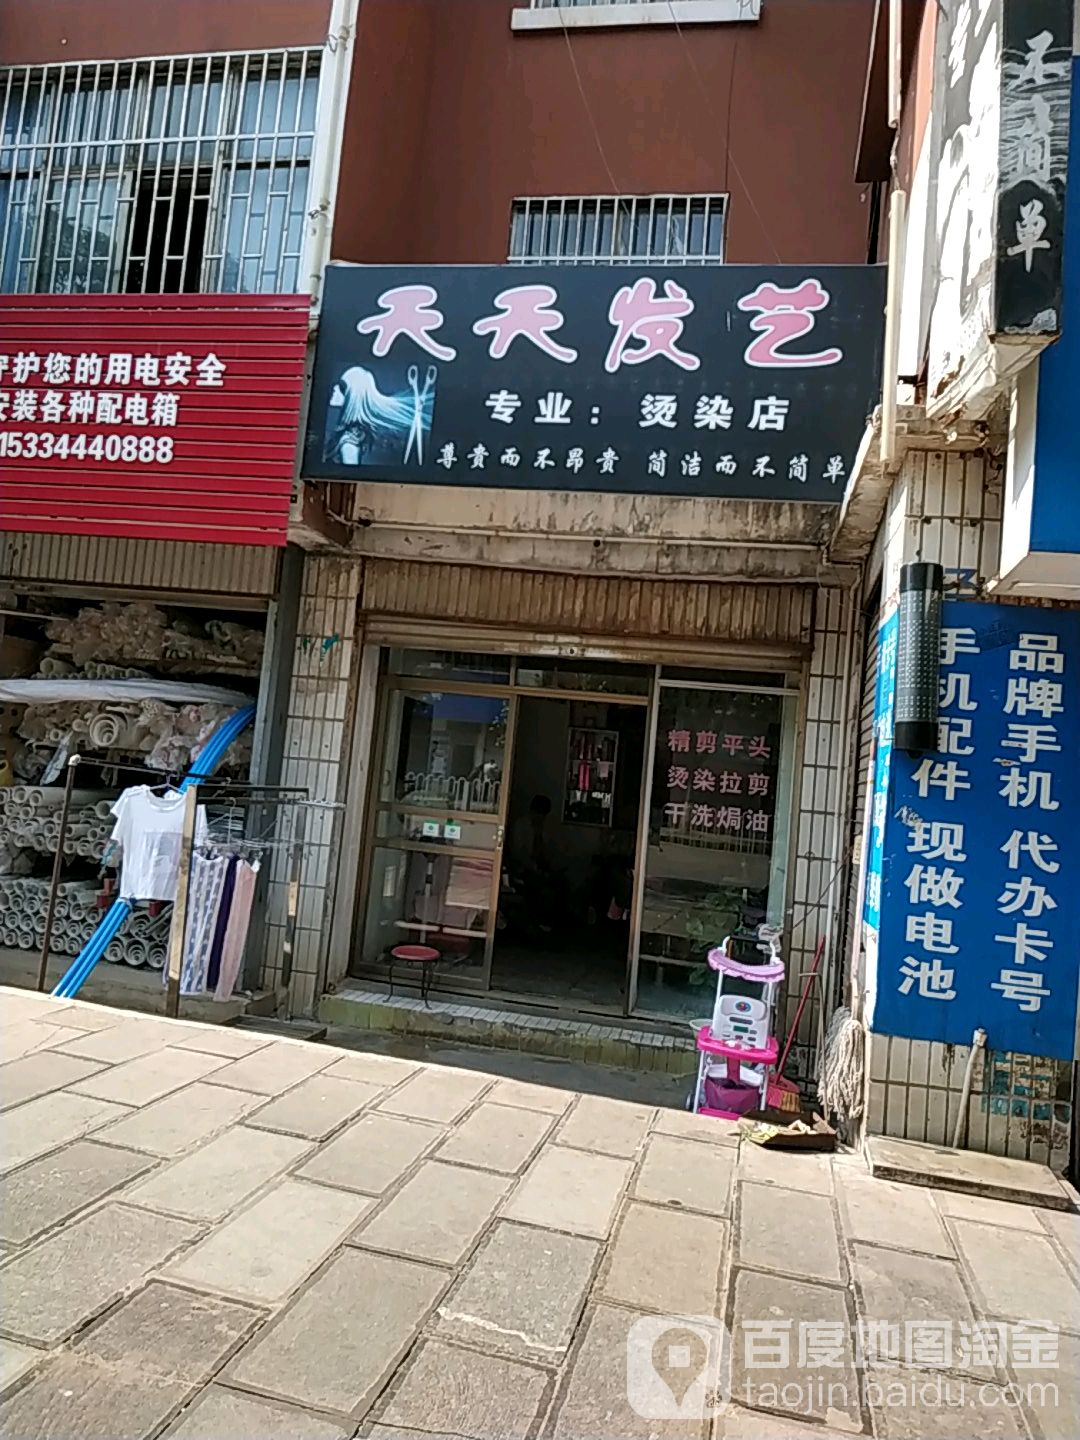 天天发艺
专业：烫染店
尊贵而不昂贵 简洁而不简单
守护您的用电安全
安装各种配电箱
15334440888
不简单
精剪平头
烫染拉剪
干洗焗油
品牌手机 代办卡号
手机配件 现做电池
百度地图淘金
taojin.baidu.com